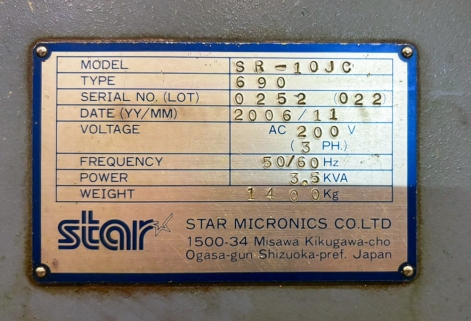 MODEL SR-10JC
TYPE 690
SERIAL NO. (LOT) 0252 (022)
DATE (YY/MM) 2006/11
VOLTAGE AC 200 V
(3 PH.)
FREQUENCY 50/60 Hz
POWER 3.5 KVA
WEIGHT 1400 Kg
star STAR MICRONICS CO.LTD
1500-34 Misawa Kikugawa-cho
Ogasa-gun Shizuoka-pref. Japan